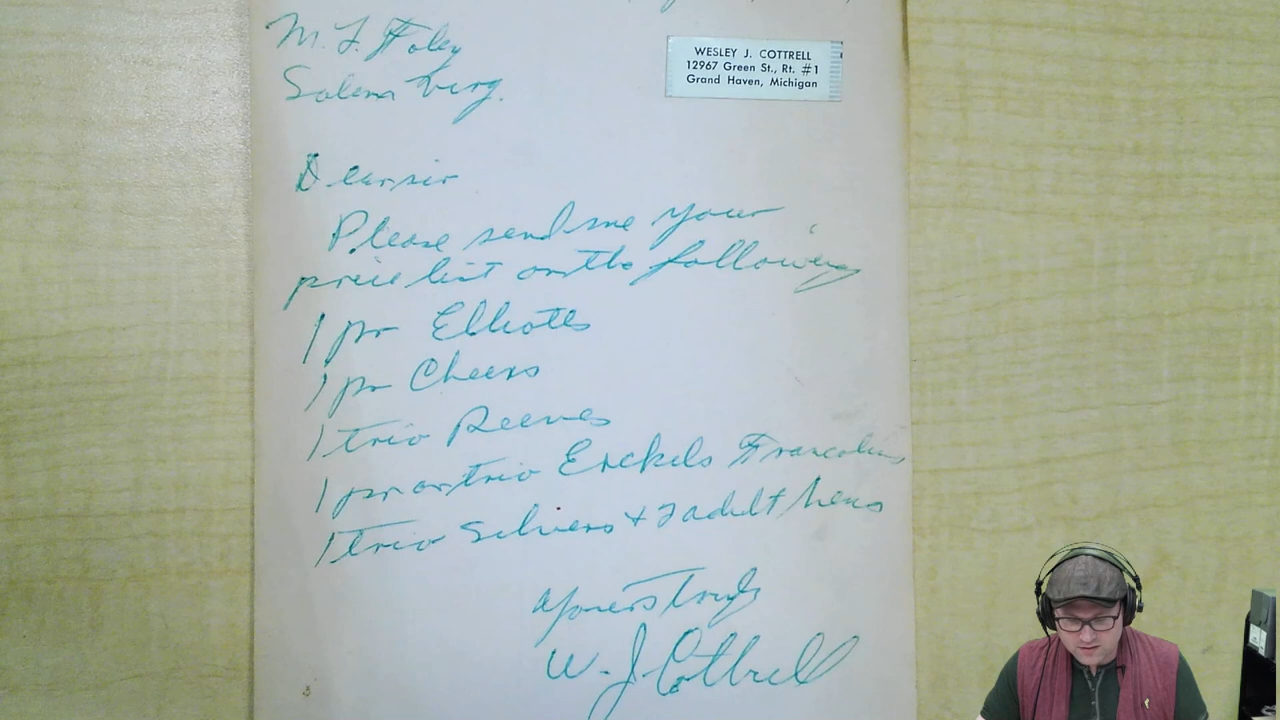 M. F. Foley
Salem Virg.
WESLEY J. COTTRELL
12967 Green St., Rt. #1
Grand Haven, Michigan
Dear sir
Please send me your
price list on the following
1 pr Elliotts
1 pr Cheers
1 trio Reeves
1 pr or trio Erckels Francolins
1 trio Silvers + 2 adult hens
Yours truly
W. J. Cottrell